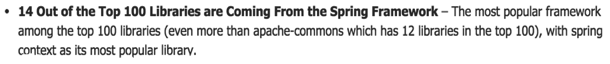 • 14 Out of the Top 100 Libraries are Coming From the Spring Framework – The most popular framework
among the top 100 libraries (even more than apache-commons which has 12 libraries in the top 100), with spring
context as its most popular library.